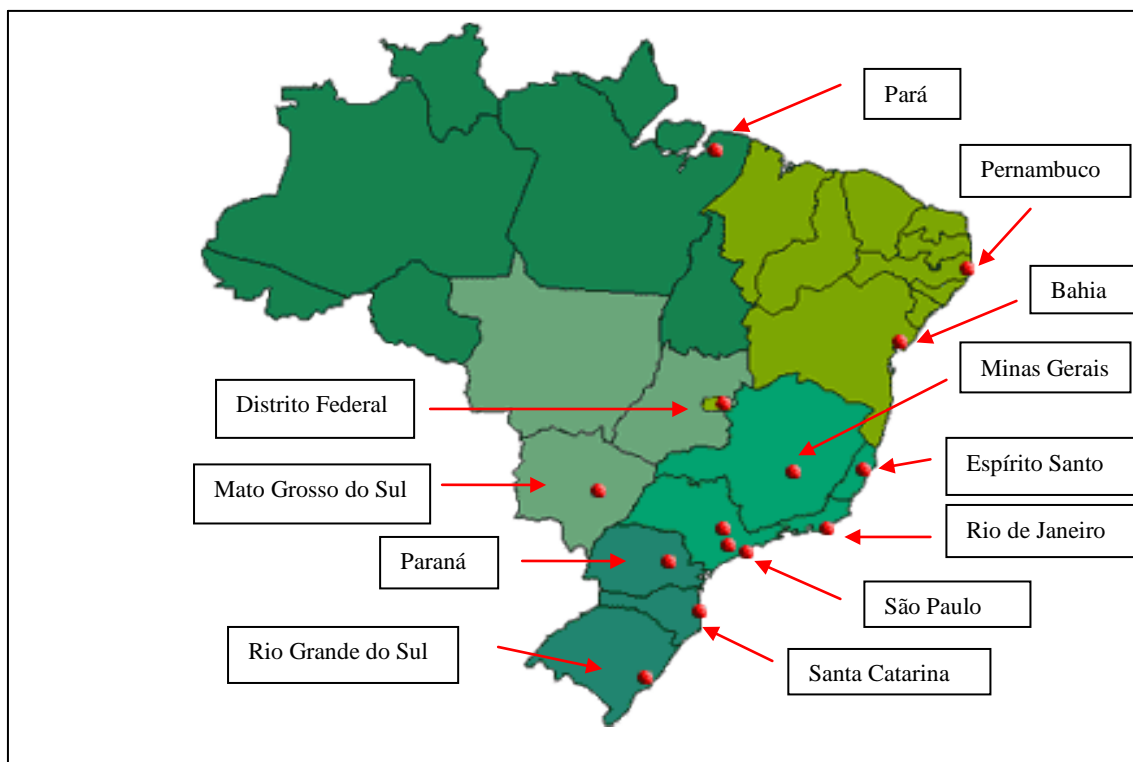 Pará
Pernambuco
Bahia
Minas Gerais
Distrito Federal
Espírito Santo
Mato Grosso do Sul
Rio de Janeiro
Paraná
São Paulo
Rio Grande do Sul
Santa Catarina